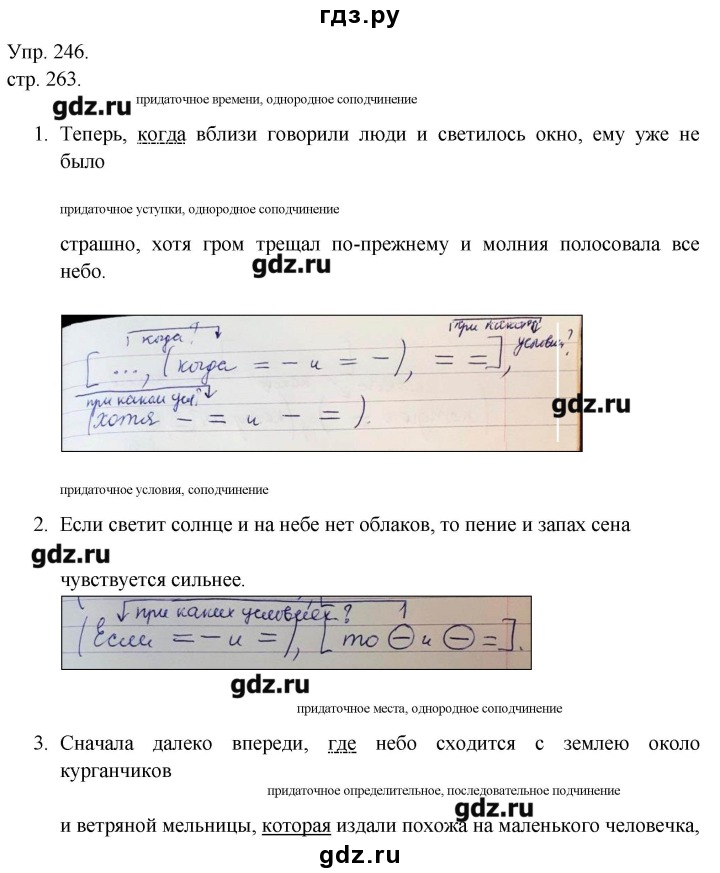 гдз.ру
Упр. 246.
стр. 263.
gdz.ru придаточное времени, однородное соподчинение
1. Теперь, когда вблизи говорили люди и светилось окно, ему уже не
было
придаточное уступки, однородное соподчинение
страшно, хотя гром трещал по-прежнему и молния полосовала все
небо.
gdz.ru
когда? при каком условии?
[ ..., (когда = – и = –), = =],
gdz.ru
при каком усл.?
(хотя – = и – = ).
придаточное условия, соподчинение
2. Если светит солнце и на небе нет облаков, то пение и запах сена
gdz.ru
чувствуется сильнее.
при каких условиях?
(Если = – и = ), [ то – и – = ].
gdz.ru
придаточное места, однородное соподчинение
3. Сначала далеко впереди, где небо сходится с землею около
курганчиков
придаточное определительное, последовательное подчинение
gdz.ru
и ветряной мельницы, которая издали похожа на маленького человечка,
gdz.ru